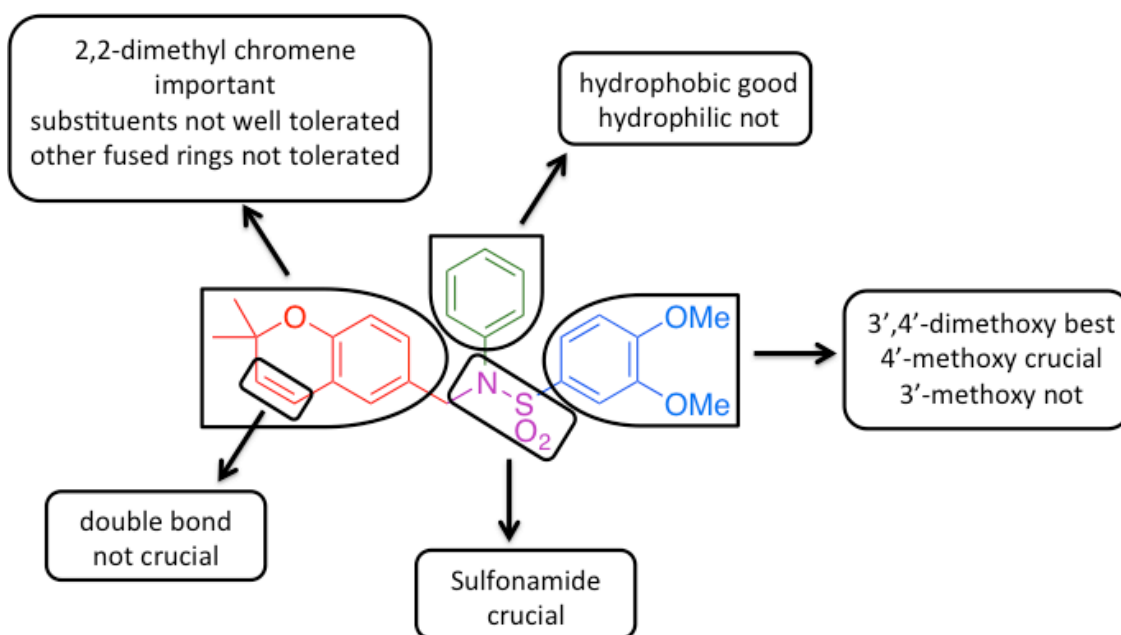 2,2-dimethyl chromene
important
substituents not well tolerated
other fused rings not tolerated
hydrophobic good
hydrophilic not
O
OMe
N
S
O2
OMe
3’,4’-dimethoxy best
4’-methoxy crucial
3’-methoxy not
double bond
not crucial
Sulfonamide
crucial